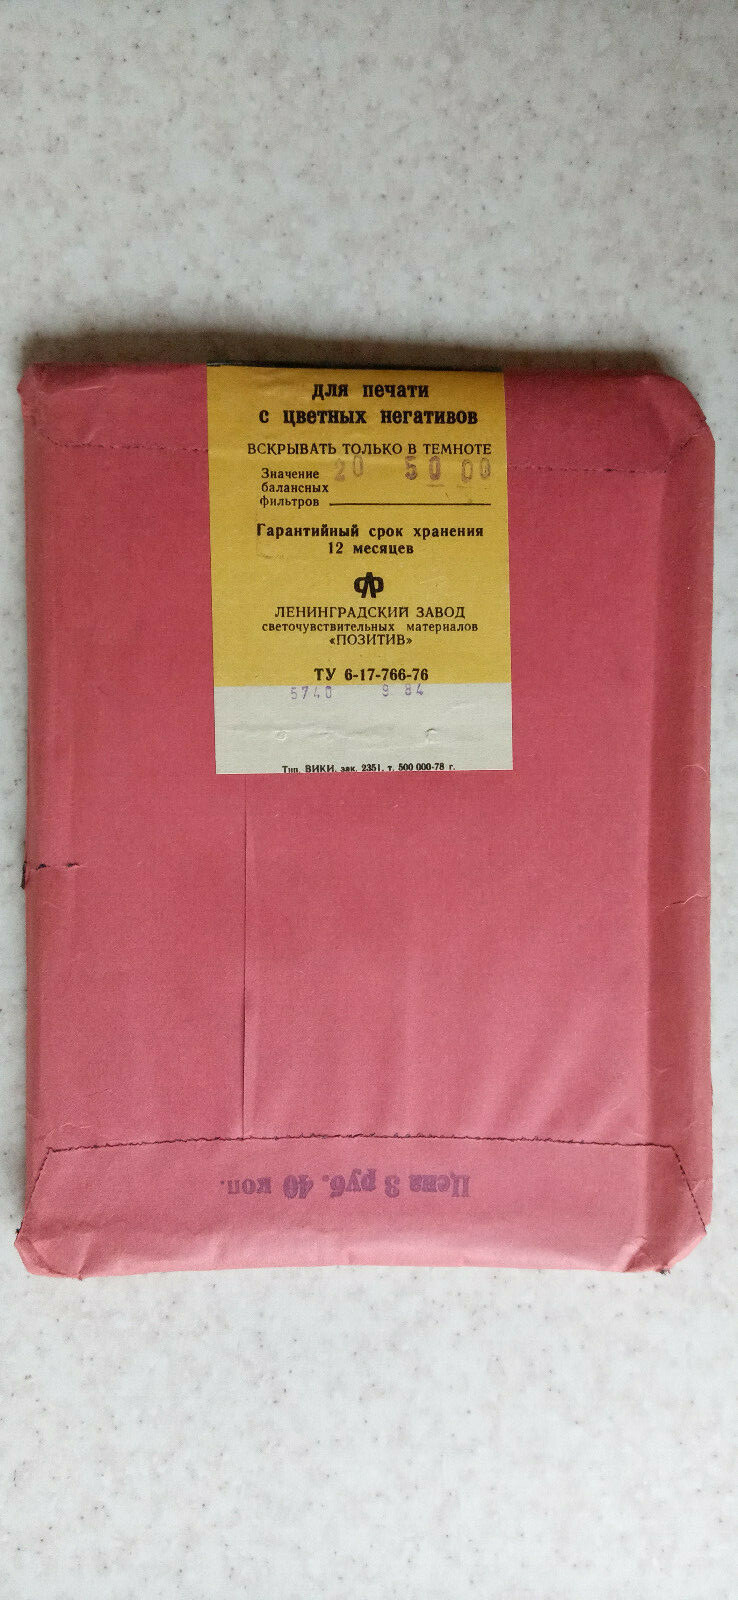 для печати
с цветных негативов
ВСКРЫВАТЬ ТОЛЬКО В ТЕМНОТЕ
Значение 20 50 00
балансных
фильтров
Гарантийный срок хранения
12 месяцев
ЛЕНИНГРАДСКИЙ ЗАВОД
светочувствительных материалов
«ПОЗИТИВ»
ТУ 6-17-766-76
5740 9 84
Тип. ВИКИ, зак. 2351, т. 500 000-78 г.
Цена 3 руб. 40 коп.